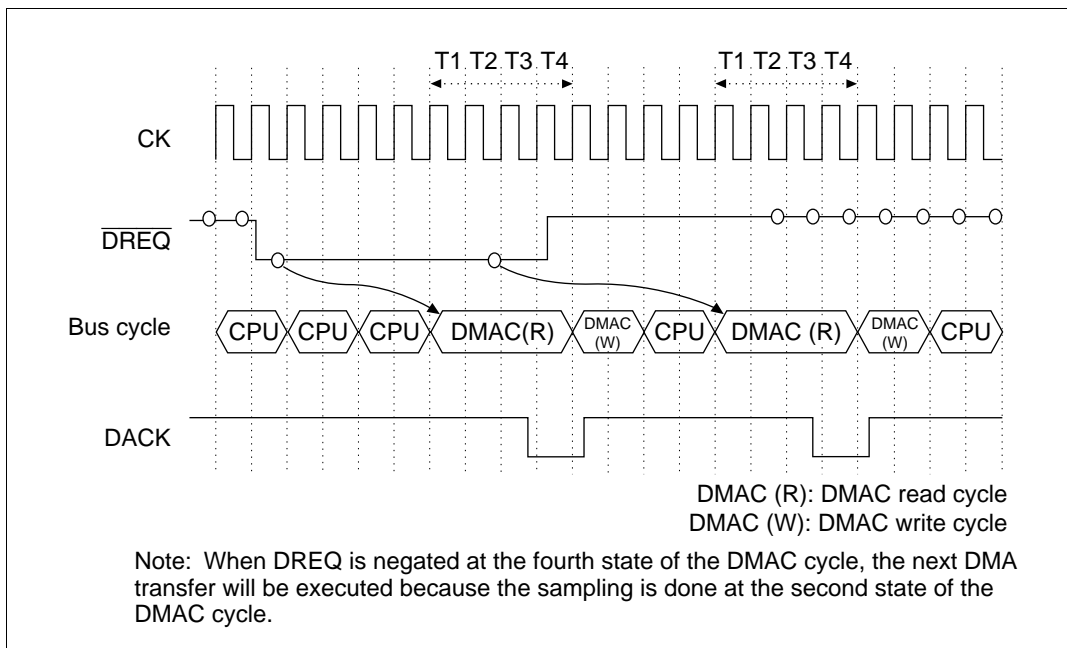 T1 T2 T3 T4 T1 T2 T3 T4
CK
DREQ
Bus cycle CPU CPU CPU DMAC(R) DMAC (W) CPU DMAC (R) DMAC (W) CPU
DACK
DMAC (R): DMAC read cycle
DMAC (W): DMAC write cycle
Note: When DREQ is negated at the fourth state of the DMAC cycle, the next DMA
transfer will be executed because the sampling is done at the second state of the
DMAC cycle.